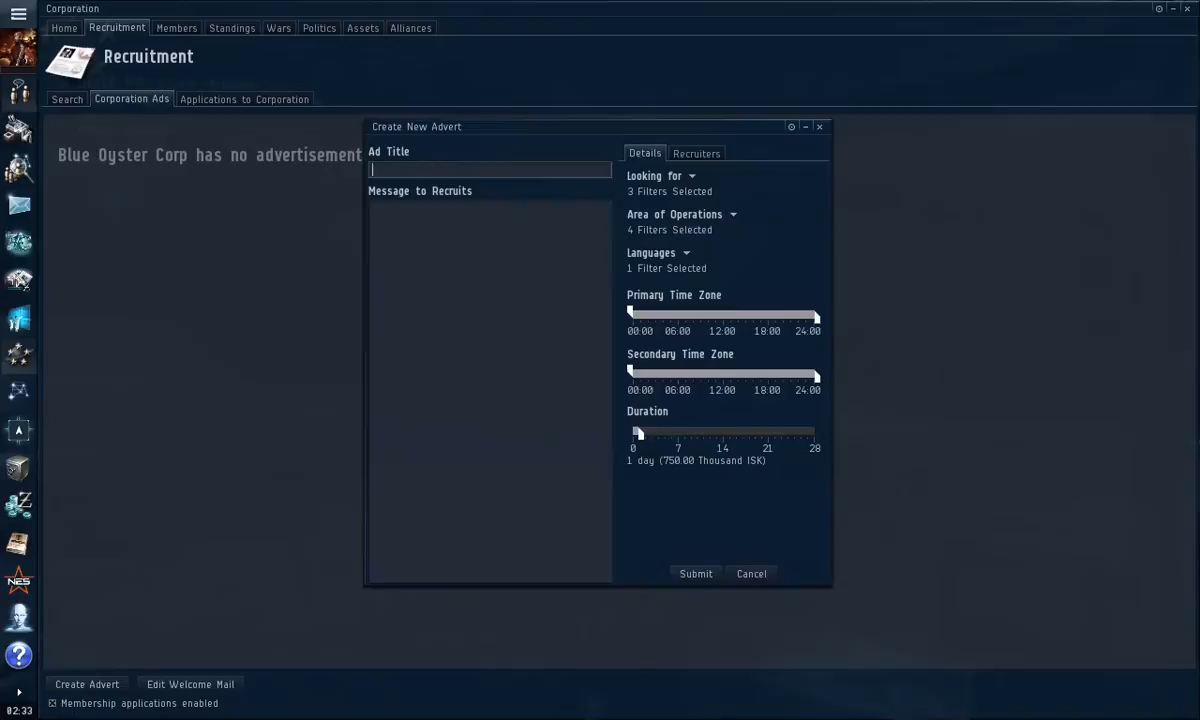 Corporation
Home Recruitment Members Standings Wars Politics Assets Alliances
Recruitment
Search Corporation Ads Applications to Corporation
Blue Oyster Corp has no advertisement
Create New Advert
Ad Title
Message to Recruits
Details Recruiters
Looking for
3 Filters Selected
Area of Operations
4 Filters Selected
Languages
1 Filter Selected
Primary Time Zone
00:00 06:00 12:00 18:00 24:00
Secondary Time Zone
00:00 06:00 12:00 18:00 24:00
Duration
0 7 14 21 28
1 day (750.00 Thousand ISK)
Submit Cancel
NES
Create Advert Edit Welcome Mail
Membership applications enabled
02:33